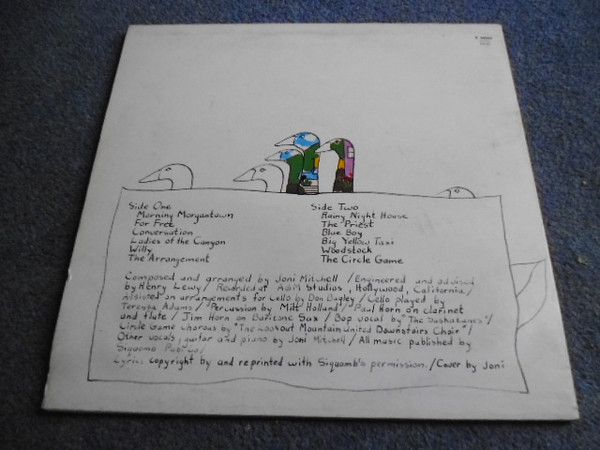 Side One
Morning Morgantown
For Free
Conversation
Ladies of the Canyon
Willy
The Arrangement
Side Two
Rainy Night House
The Priest
Blue Boy
Big Yellow Taxi
Woodstock
The Circle Game
Composed and arranged by Joni Mitchell / Engineered and advised
by Henry Lewy / Recorded at A&M Studios, Hollywood, California /
Assisted on arrangements for Cello by Don Bagley / Cello played by
Teressa Adams / Percussion by Milt Holland / Paul Horn on clarinet
and flute / Jim Horn on Baritone Sax / Bop vocal by "The Saskatunes" /
Circle Game Chorus by "The Lookout Mountain United Downstairs Choir" /
Other vocals, guitar and piano by Joni Mitchell / All music published by
Siquomb Pub.
Lyrics copyright by and reprinted with Siquomb's permission. / Cover by Joni